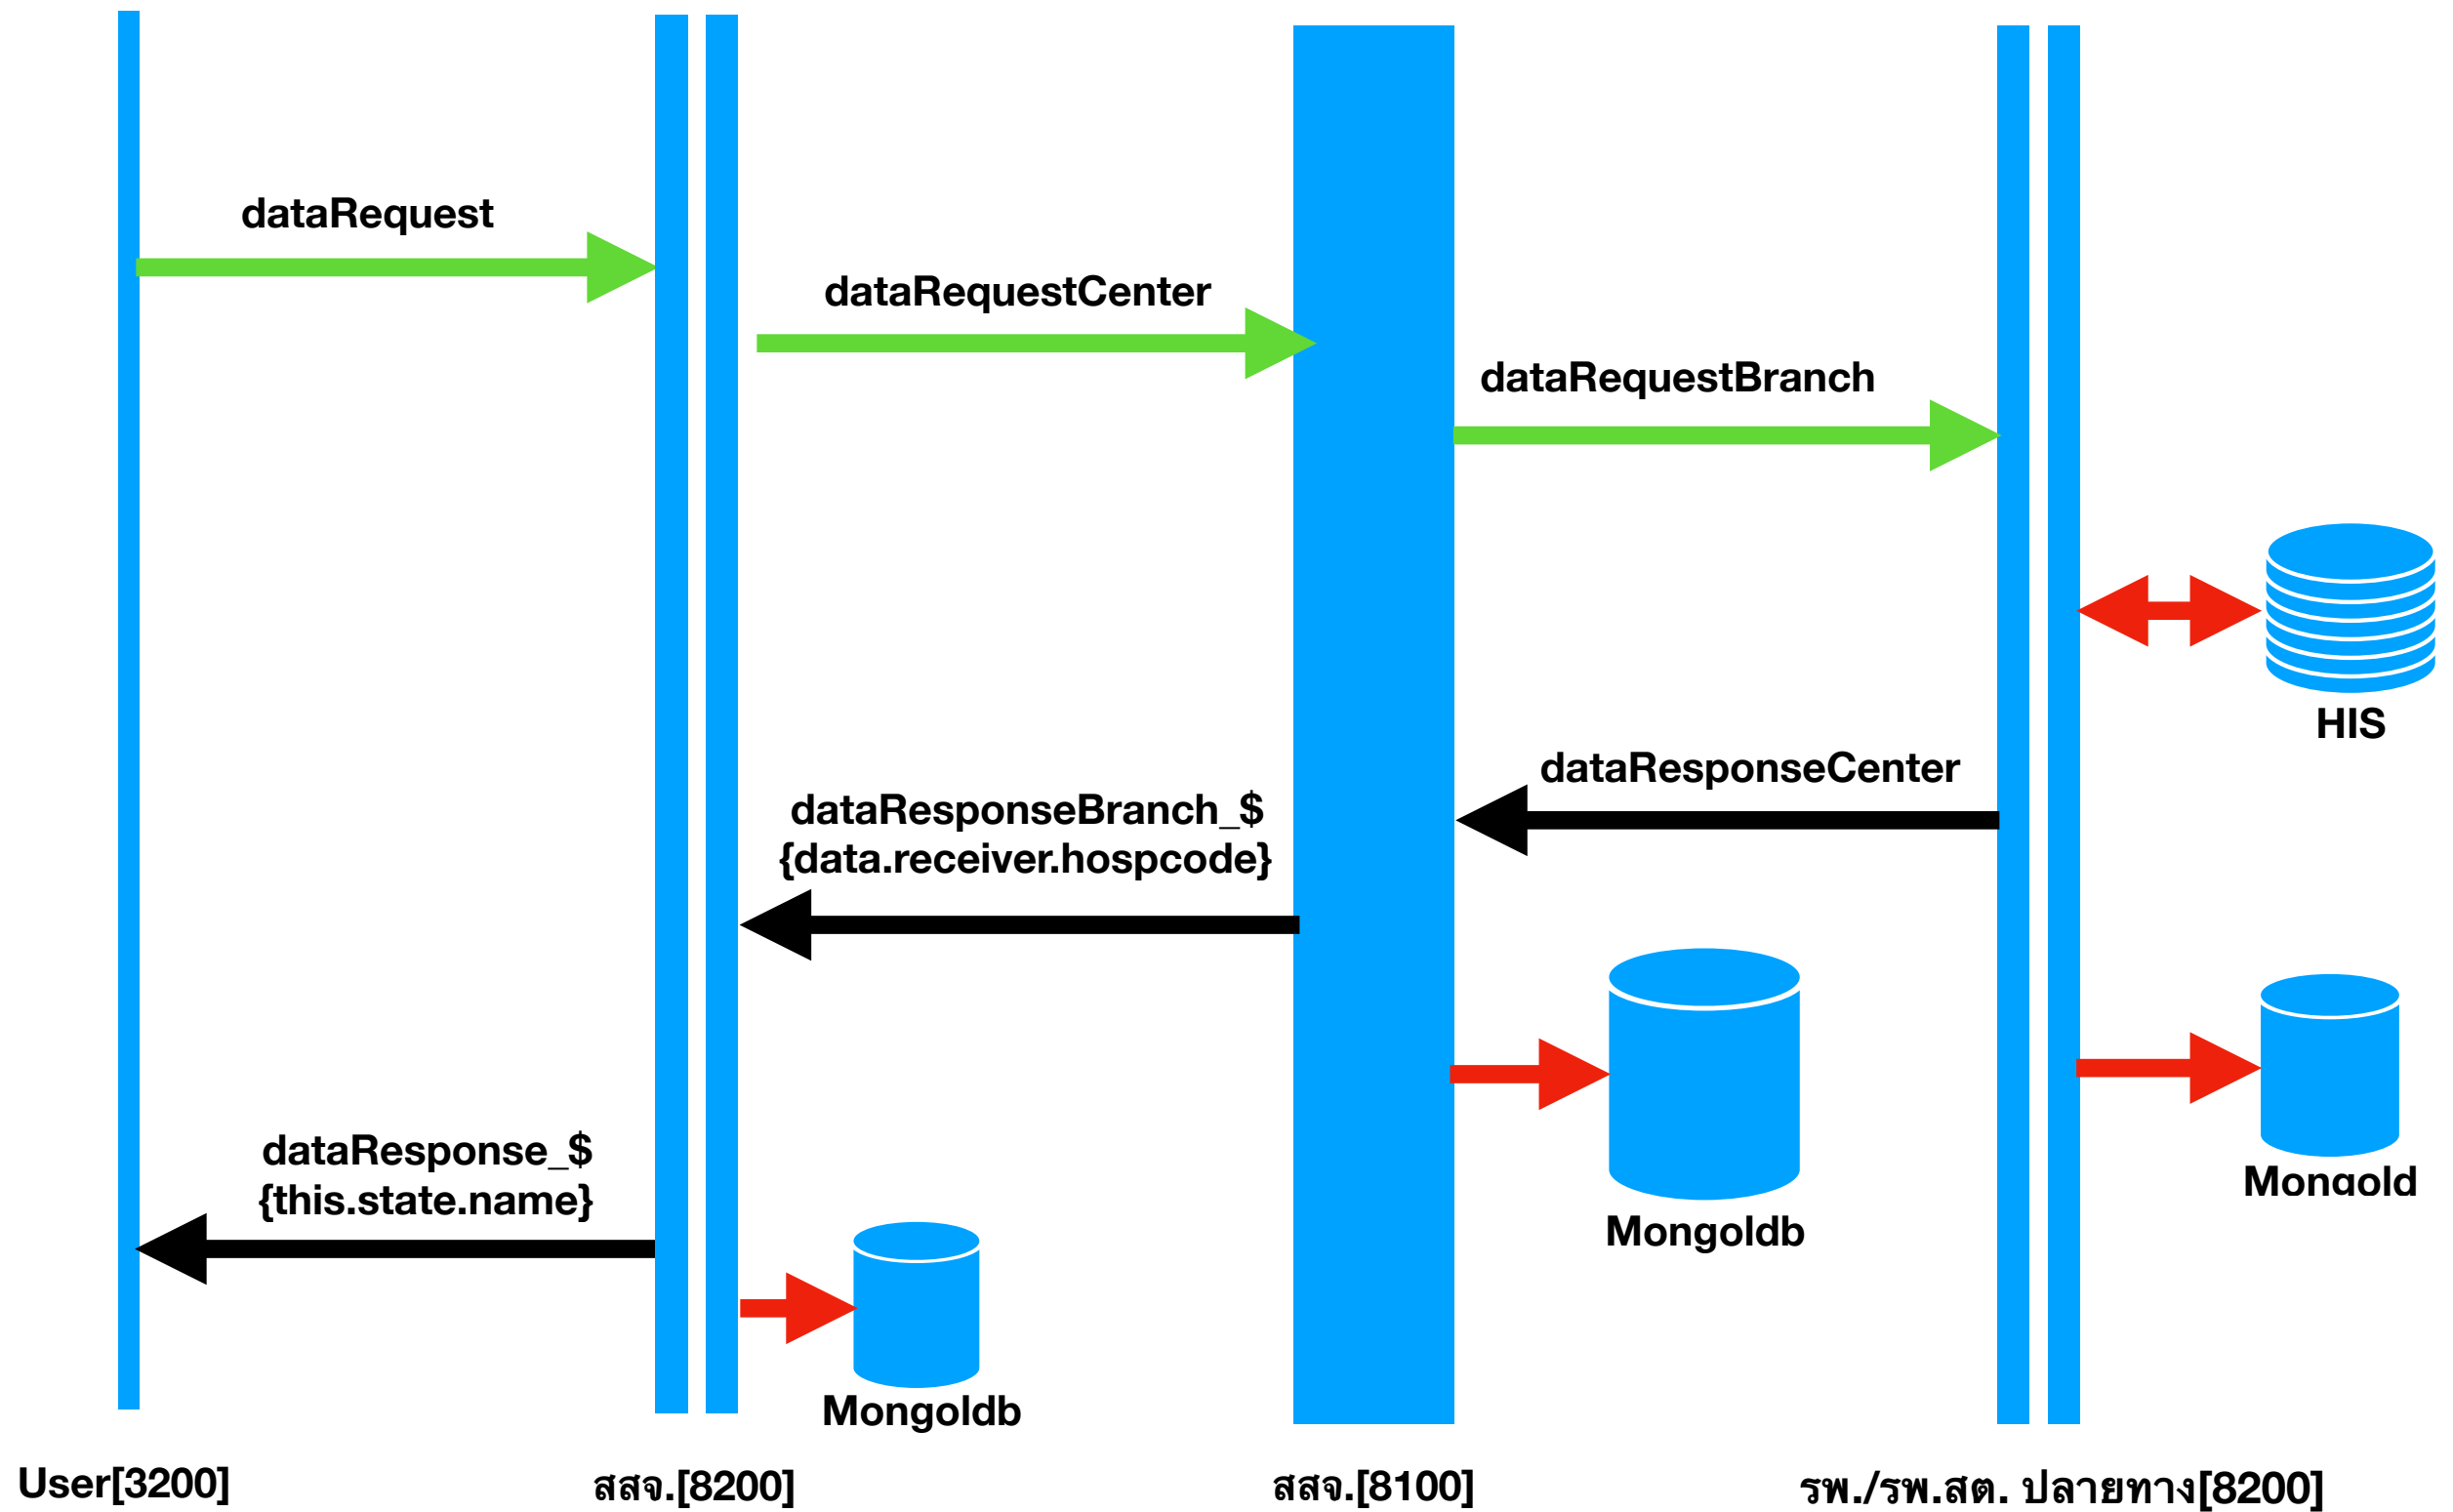 dataRequest
dataRequestCenter
dataRequestBranch
HIS
dataResponseCenter
dataResponseBranch_$
{data.receiver.hospcode}
dataResponse_$
{this.state.name}
Mongold
Mongoldb
Mongoldb
User[3200]
สสจ.[8200]
สสจ.[8100]
รพ./รพ.สต. ปลายทาง[8200]